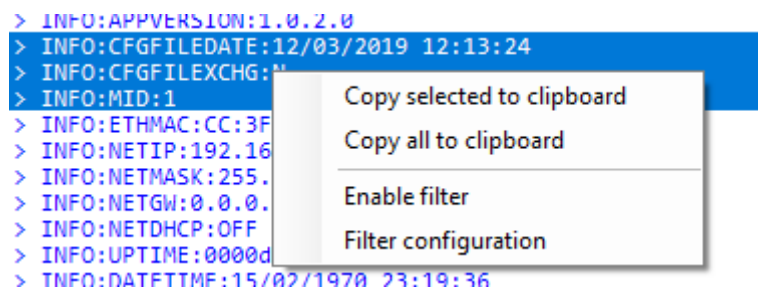 > INFO:APPVERSION:1.0.2.0
> INFO:CFGFILEDATE:12/03/2019 12:13:24
> INFO:CFGFILEXCHG:N
> INFO:MID:1
> INFO:ETHMAC:CC:3F
> INFO:NETIP:192.16
> INFO:NETMASK:255.
> INFO:NETGW:0.0.0.
> INFO:NETDHCP:OFF
> INFO:UPTIME:0000d
> INFO:DATETIME:15/02/1970 23:19:36
Copy selected to clipboard
Copy all to clipboard
Enable filter
Filter configuration